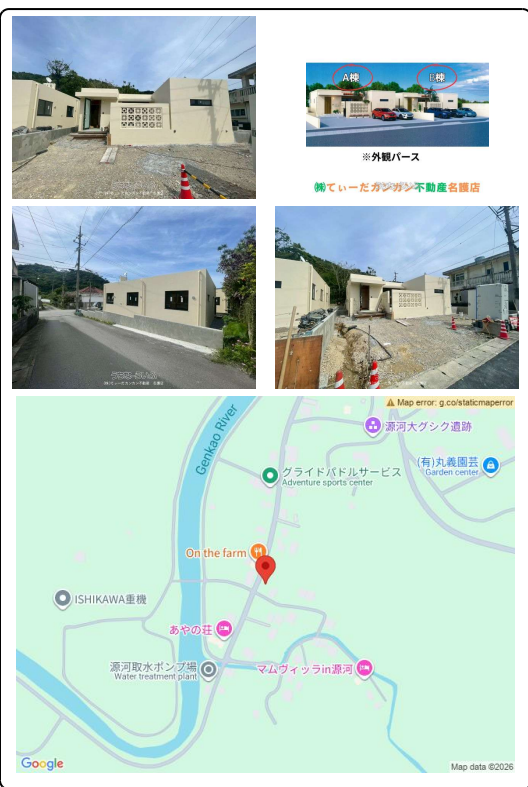 A棟
B棟
※外観パース
㈱てぃーだカンカン不動産名護店
Map error: g.co/staticmaperror
Genkao River
源河大グシク遺跡
(有)丸義園芸
Garden center
グライドパドルサービス
Adventure sports center
On the farm
ISHIKAWA重機
あやの荘
源河取水ポンプ場
Water treatment plant
マムヴィッラin源河
Google
Map data ©2026